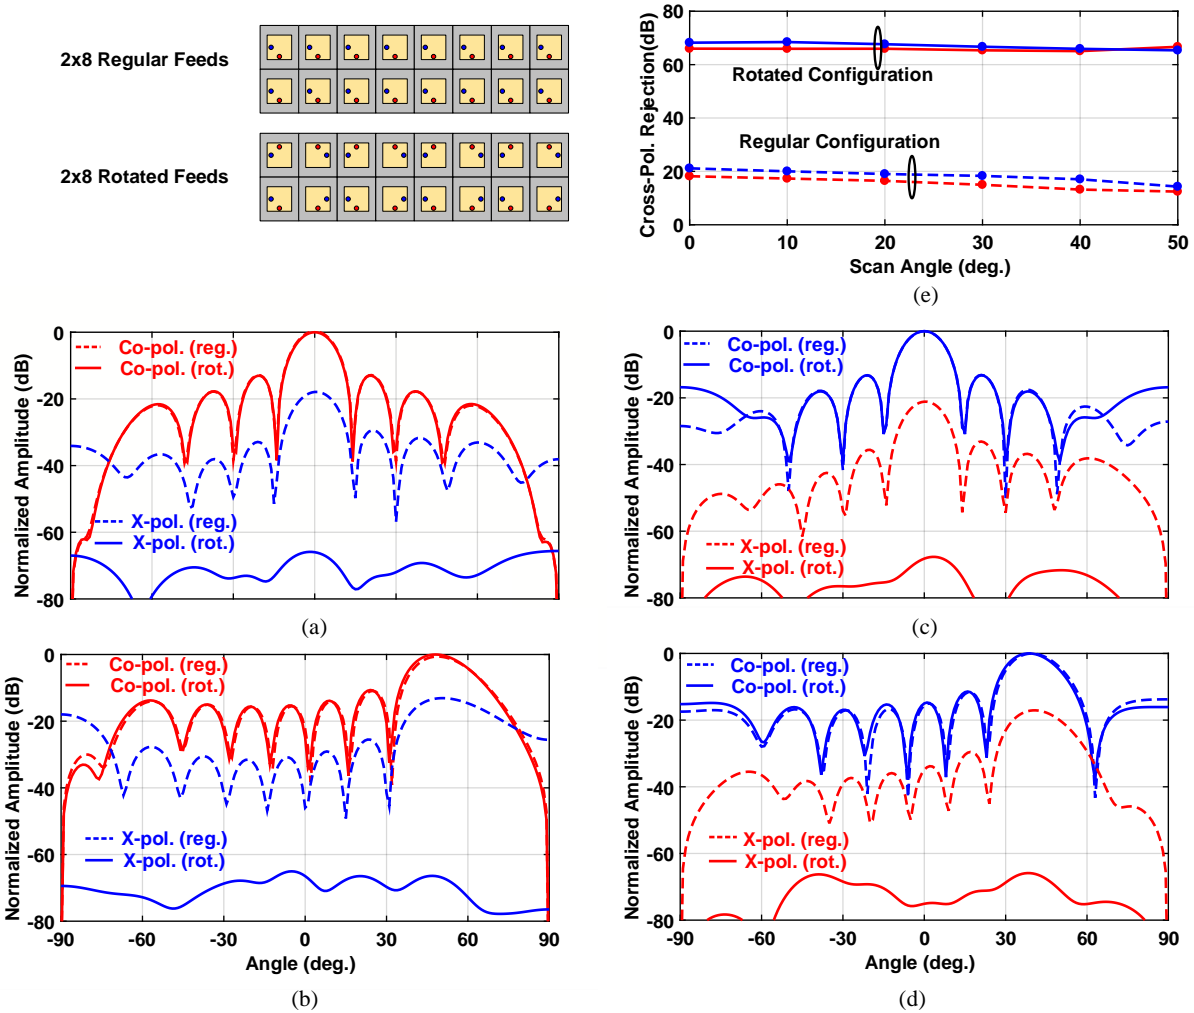 2x8 Regular Feeds
2x8 Rotated Feeds
Cross-Pol. Rejection(dB)
80
60
40
20
0
Rotated Configuration
Regular Configuration
0 10 20 30 40 50
Scan Angle (deg.)
(e)
Normalized Amplitude (dB)
0
-20
-40
-60
-80
Co-pol. (reg.)
Co-pol. (rot.)
X-pol. (reg.)
X-pol. (rot.)
(a)
Normalized Amplitude (dB)
0
-20
-40
-60
-80
Co-pol. (reg.)
Co-pol. (rot.)
X-pol. (reg.)
X-pol. (rot.)
(c)
Normalized Amplitude (dB)
0
-20
-40
-60
-80
Co-pol. (reg.)
Co-pol. (rot.)
X-pol. (reg.)
X-pol. (rot.)
-90 -60 -30 0 30 60 90
Angle (deg.)
(b)
Normalized Amplitude (dB)
0
-20
-40
-60
-80
Co-pol. (reg.)
Co-pol. (rot.)
X-pol. (reg.)
X-pol. (rot.)
-90 -60 -30 0 30 60 90
Angle (deg.)
(d)